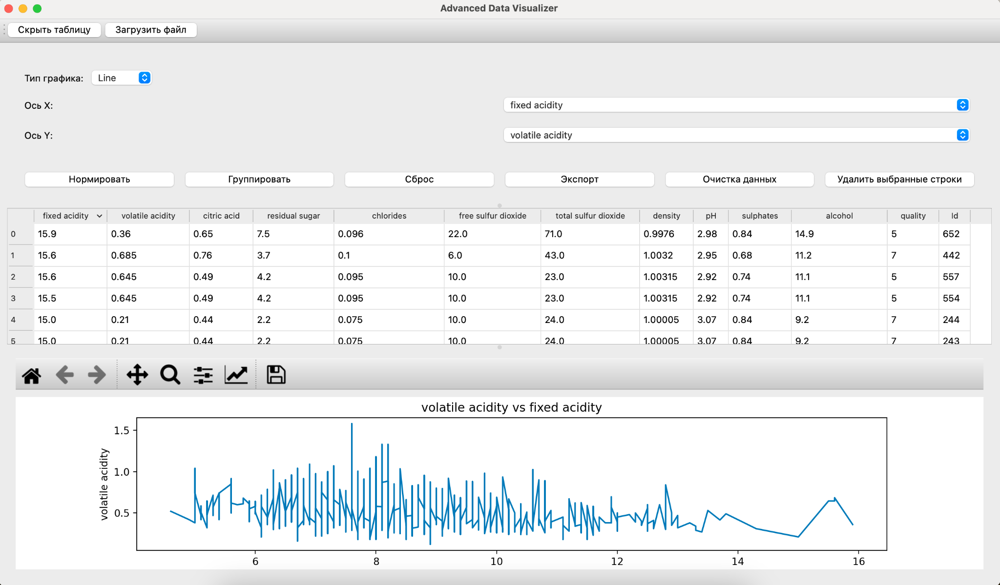 Advanced Data Visualizer
Скрыть таблицу Загрузить файл
Тип графика: Line
Ось X: fixed acidity
Ось Y: volatile acidity
Нормировать Группировать Сброс Экспорт Очистка данных Удалить выбранные строки
fixed acidity volatile acidity citric acid residual sugar chlorides free sulfur dioxide total sulfur dioxide density pH sulphates alcohol quality Id
0 15.9 0.36 0.65 7.5 0.096 22.0 71.0 0.9976 2.98 0.84 14.9 5 652
1 15.6 0.685 0.76 3.7 0.1 6.0 43.0 1.0032 2.95 0.68 11.2 7 442
2 15.6 0.645 0.49 4.2 0.095 10.0 23.0 1.00315 2.92 0.74 11.1 5 557
3 15.5 0.645 0.49 4.2 0.095 10.0 23.0 1.00315 2.92 0.74 11.1 5 554
4 15.0 0.21 0.44 2.2 0.075 10.0 24.0 1.00005 3.07 0.84 9.2 7 244
5 15.0 0.21 0.44 2.2 0.075 10.0 24.0 1.00005 3.07 0.84 9.2 7 243
volatile acidity vs fixed acidity
volatile acidity
1.5
1.0
0.5
6 8 10 12 14 16